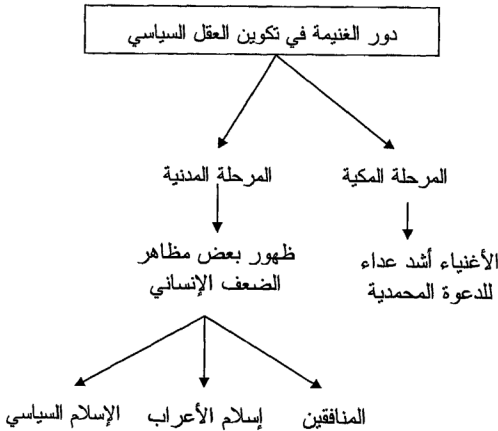 دور الغنيمة في تكوين العقل السياسي
المرحلة المكية
المرحلة المدنية
الأغنياء أشد عداء
للدعوة المحمدية
ظهور بعض مظاهر
الضعف الإنساني
المنافقين
إسلام الأعراب
الإسلام السياسي